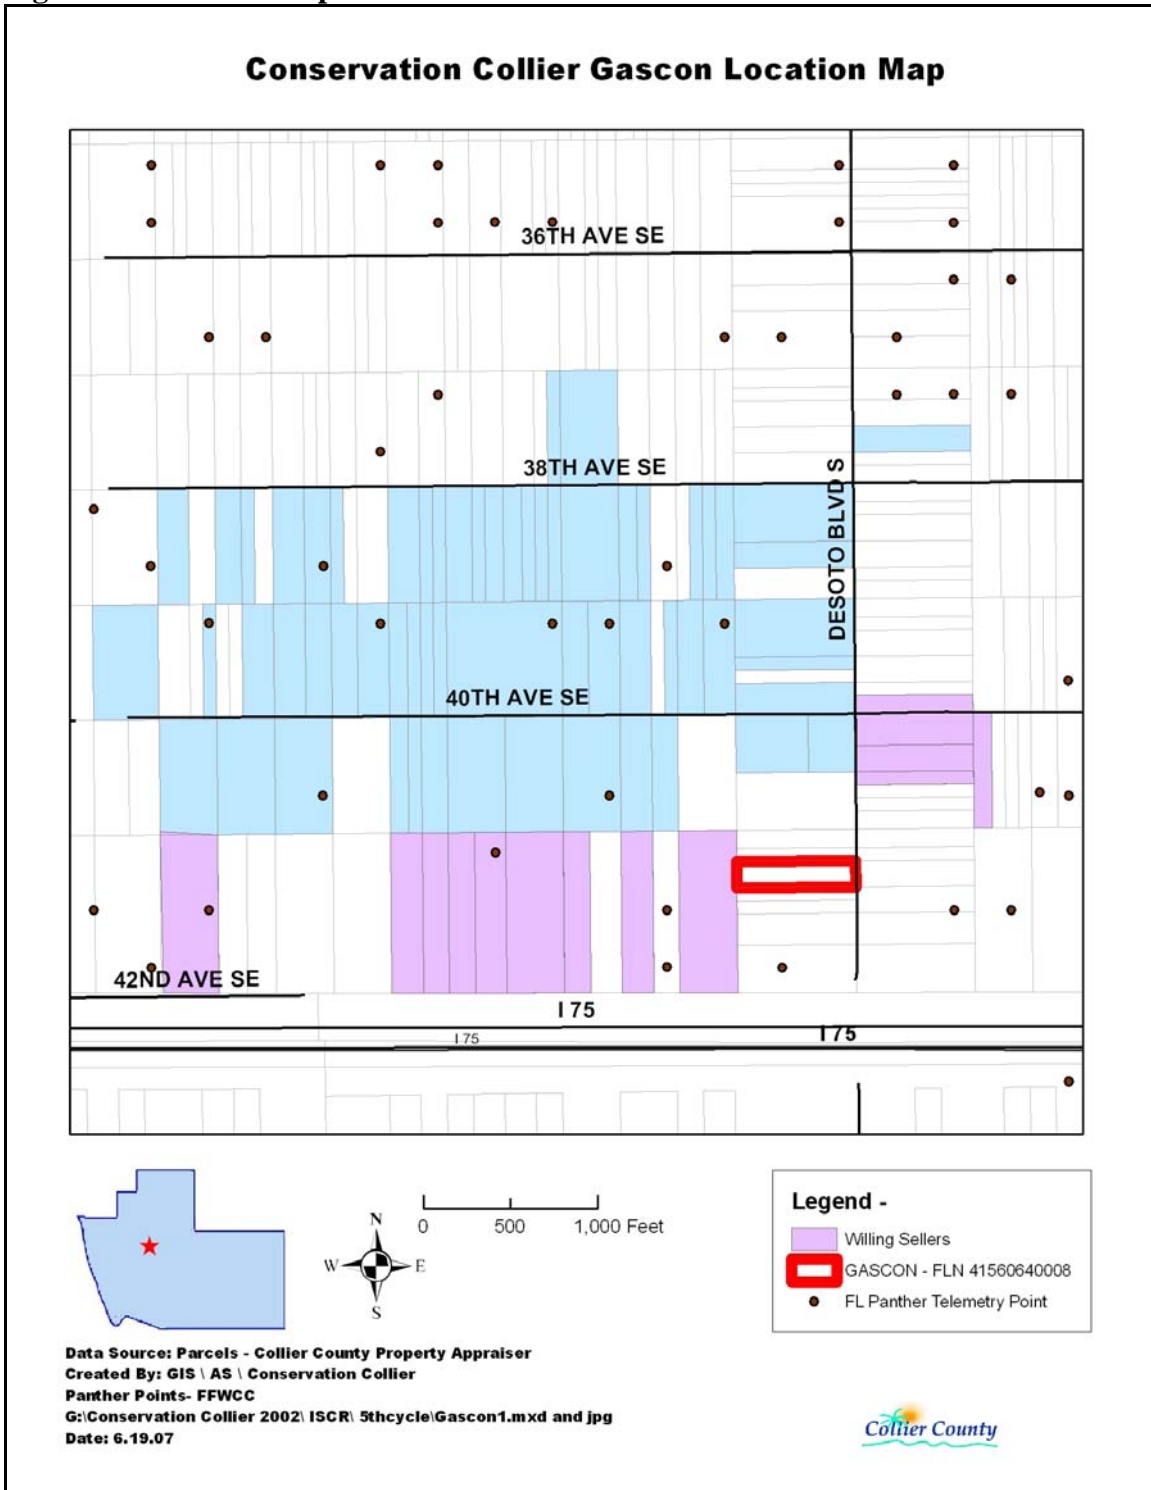 Conservation Collier Gascon Location Map
36TH AVE SE
38TH AVE SE
DESOTO BLVD S
40TH AVE SE
42ND AVE SE
I 75
I 75
I 75
N
W E
S
0 500 1,000 Feet
Legend -
Willing Sellers
GASCON - FLN 41560640008
FL Panther Telemetry Point
Data Source: Parcels - Collier County Property Appraiser
Created By: GIS \ AS \ Conservation Collier
Panther Points- FFWCC
G:\Conservation Collier 2002\ ISCR\ 5thcycle\Gascon1.mxd and jpg
Date: 6.19.07
Collier County